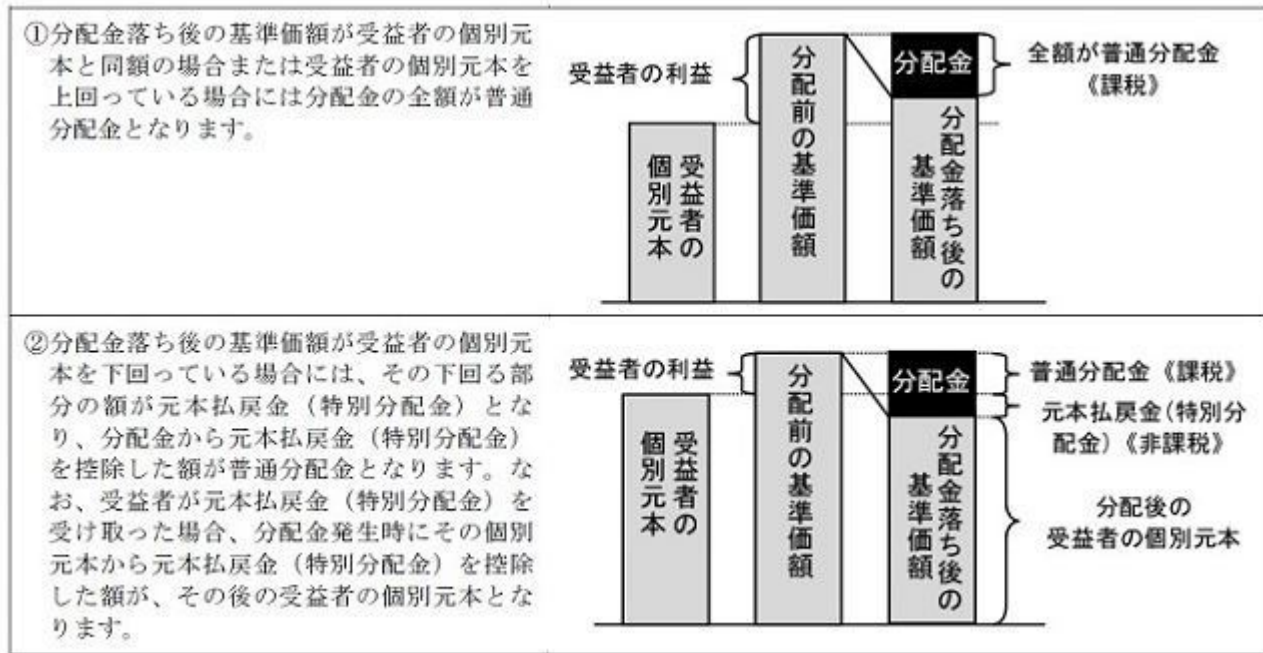 ①分配金落ち後の基準価額が受益者の個別元
本と同額の場合または受益者の個別元本を
上回っている場合には分配金の全額が普通
分配金となります。
受益者の利益
受益者の
個別元本
分配前の基準価額
分配金
分配金落ち後の
基準価額
全額が普通分配金
《課税》
②分配金落ち後の基準価額が受益者の個別元
本を下回っている場合には、その下回る部
分の額が元本払戻金（特別分配金）とな
り、分配金から元本払戻金（特別分配金）
を控除した額が普通分配金となります。な
お、受益者が元本払戻金（特別分配金）を
受け取った場合、分配金発生時にその個別
元本から元本払戻金（特別分配金）を控除
した額が、その後の受益者の個別元本とな
ります。
受益者の利益
受益者の
個別元本
分配前の基準価額
分配金
分配金落ち後の
基準価額
普通分配金《課税》
元本払戻金(特別分
配金)《非課税》
分配後の
受益者の個別元本